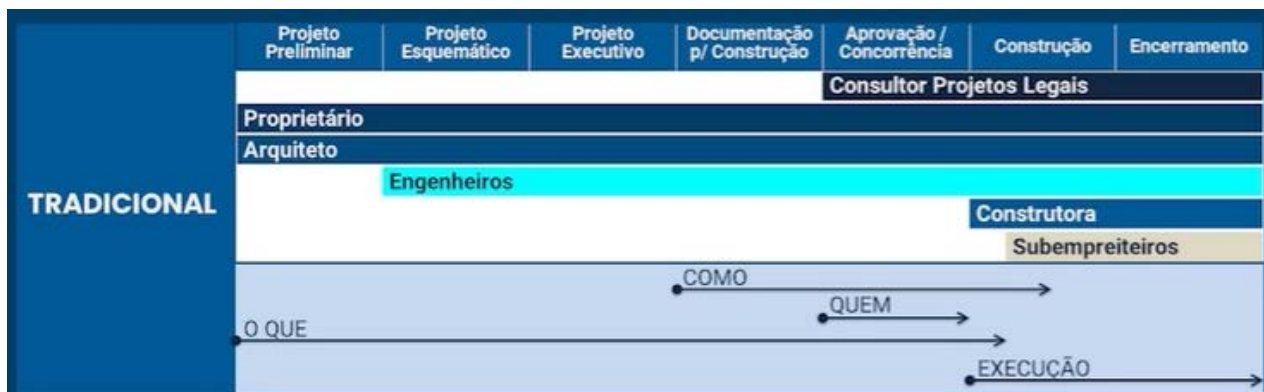 Projeto Preliminar
Projeto Esquemático
Projeto Executivo
Documentação p/ Construção
Aprovação / Concorrência
Construção
Encerramento
Consultor Projetos Legais
Proprietário
Arquiteto
Engenheiros
TRADICIONAL
Construtora
Subempreiteiros
COMO
QUEM
O QUE
EXECUÇÃO